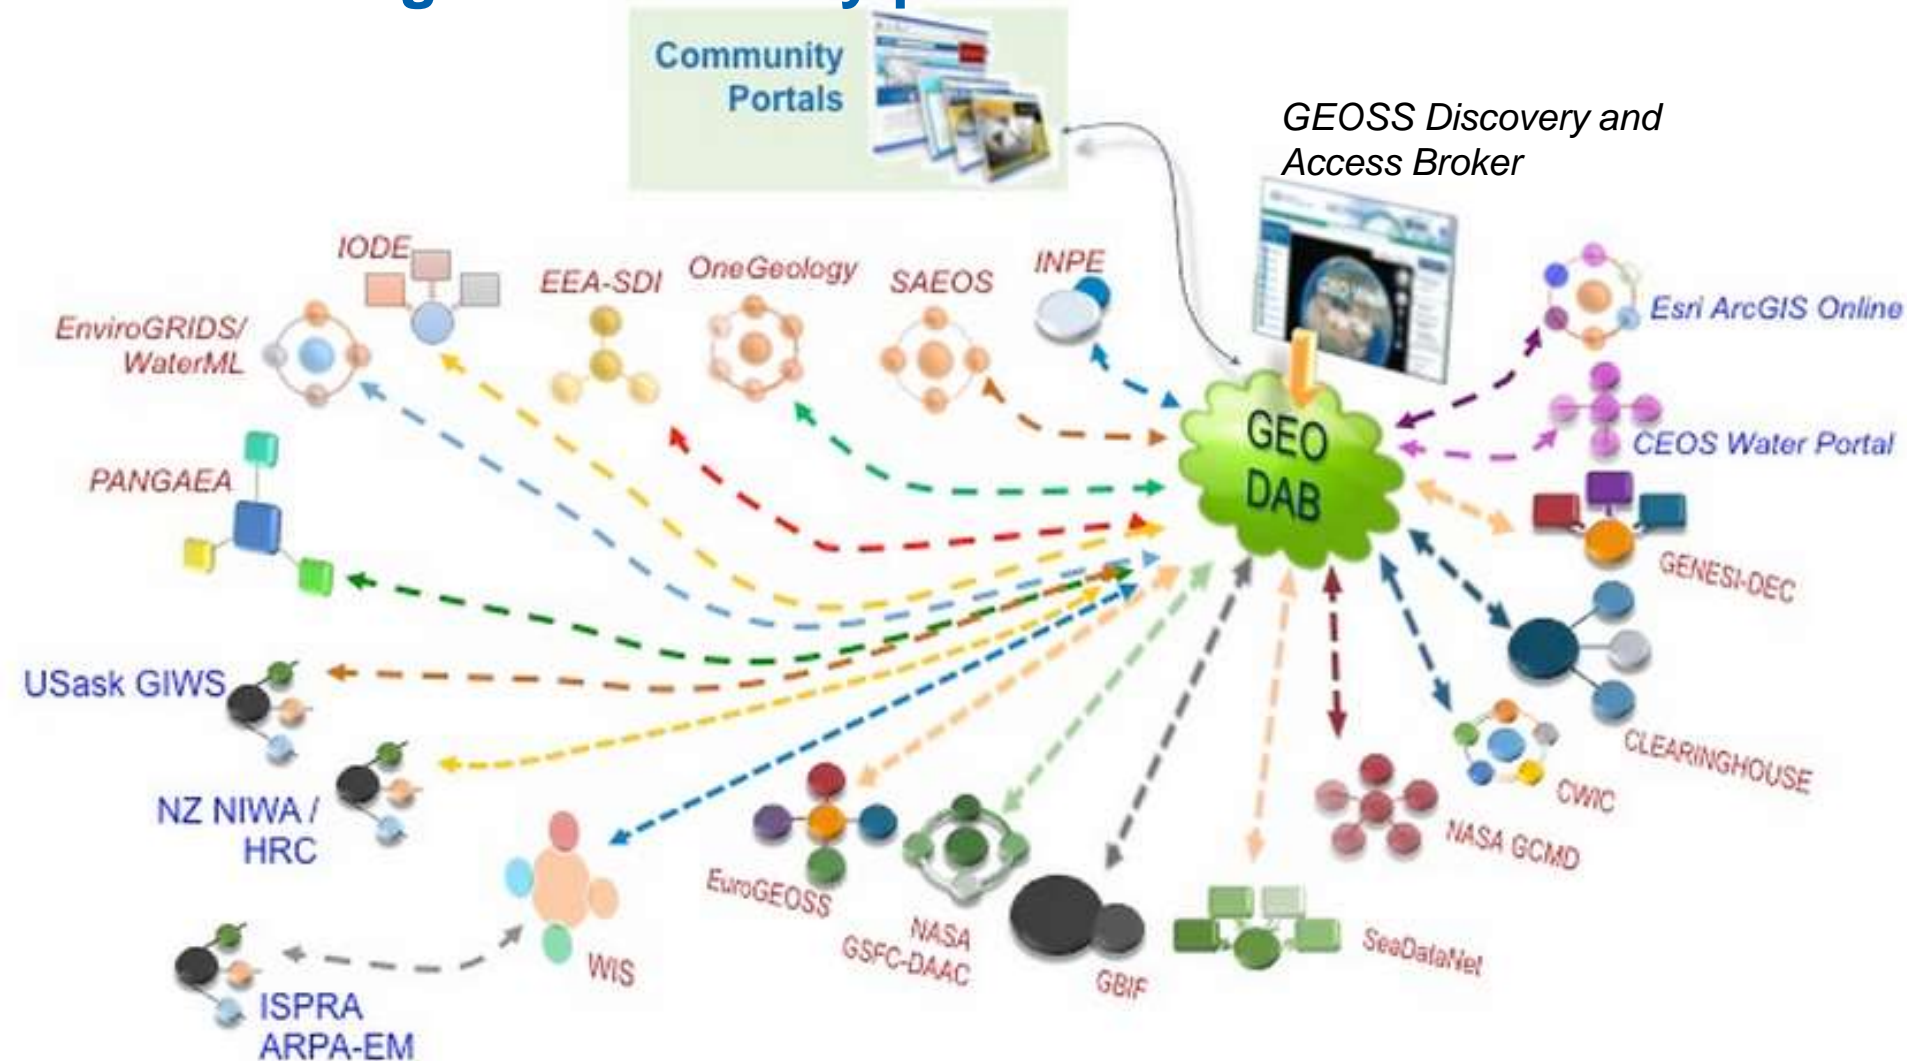 Community
Portals
GEOSS Discovery and
Access Broker
IODE
EEA-SDI
OneGeology
SAEOS
INPE
EnviroGRIDS/
WaterML
Esri ArcGIS Online
GEO
DAB
CEOS Water Portal
PANGAEA
GENESI-DEC
USask GIWS
CLEARINGHOUSE
NZ NIWA /
HRC
CWIC
NASA GCMD
EuroGEOSS
NASA
GSFC-DAAC
GBIF
SeaDataNet
WIS
ISPRA
ARPA-EM